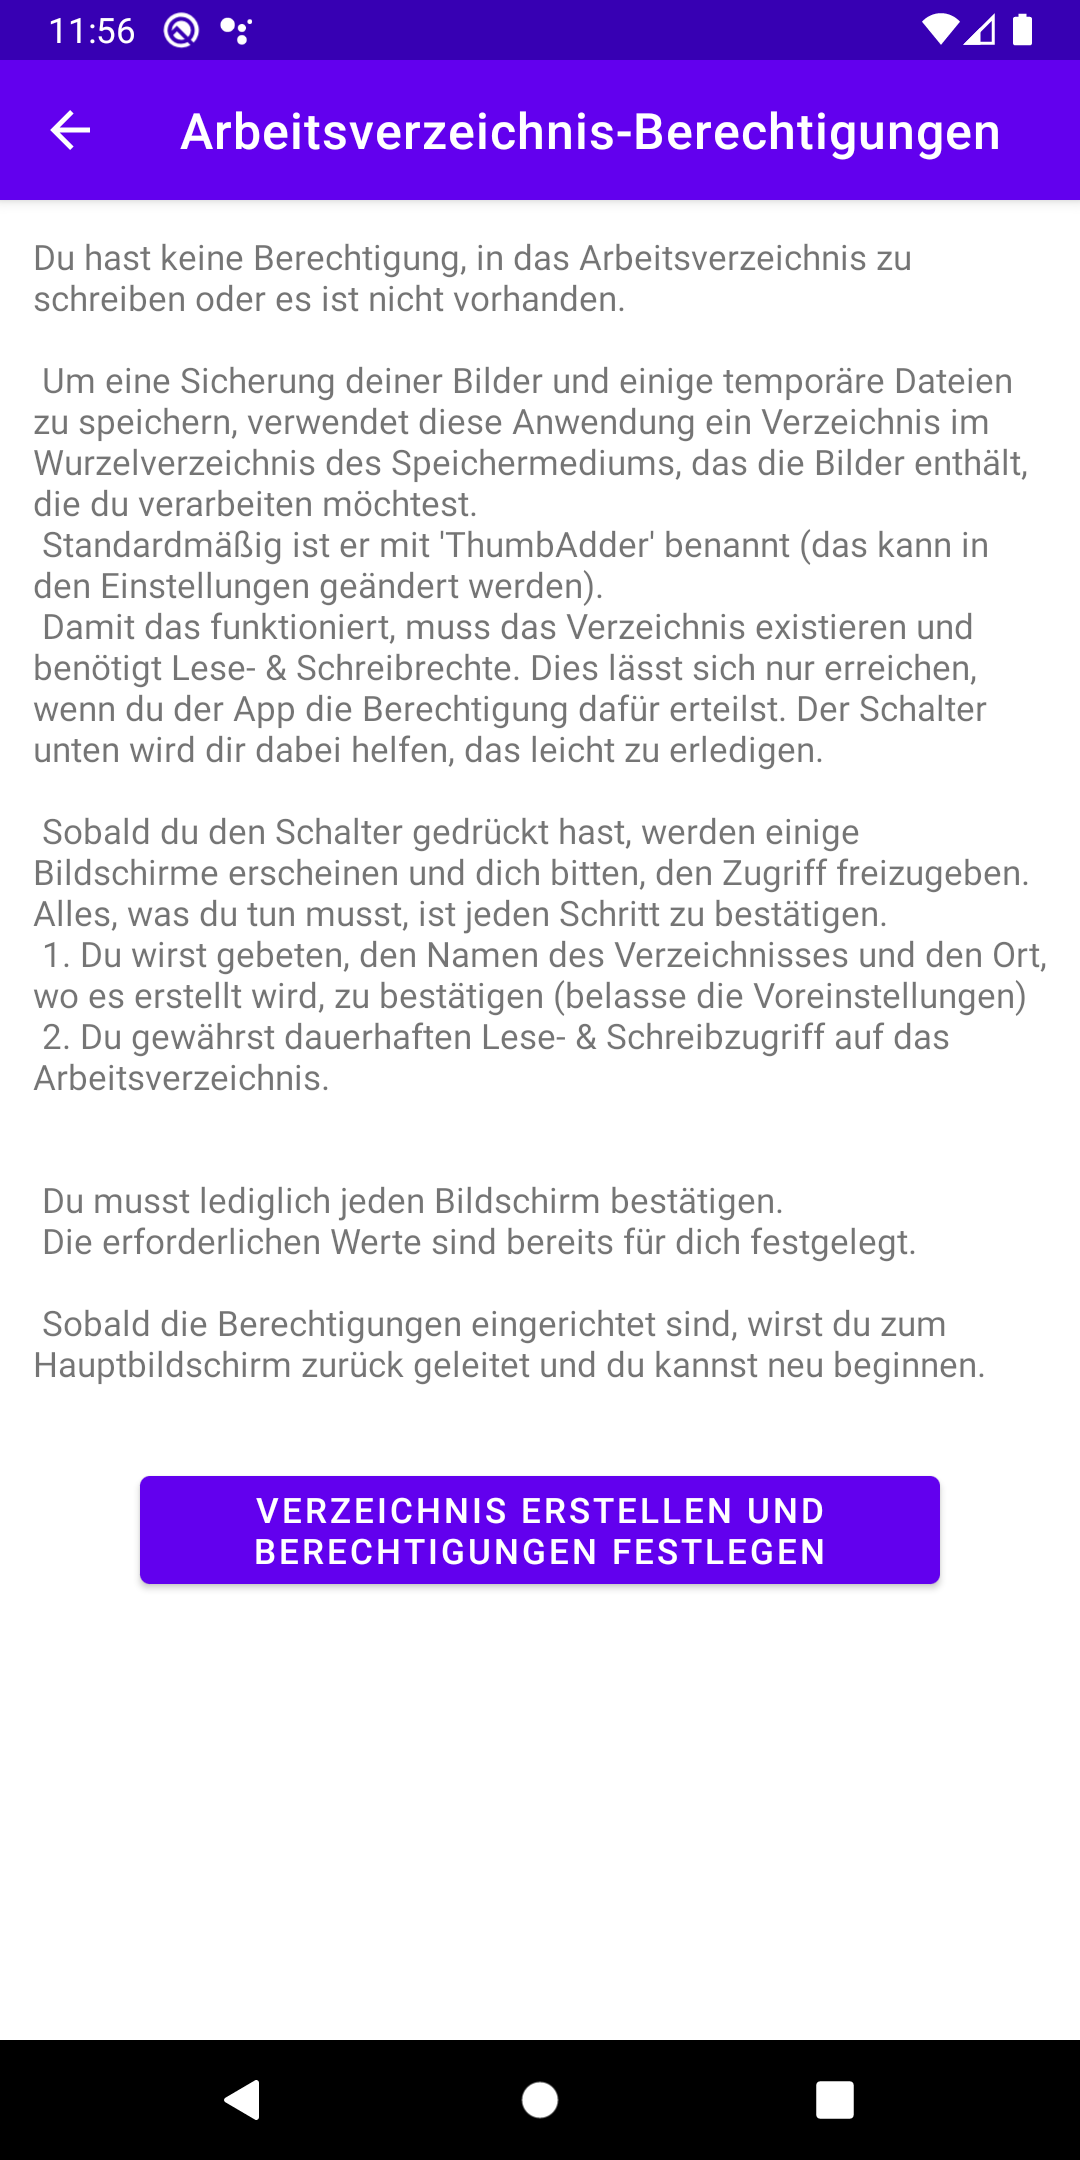 11:56
Arbeitsverzeichnis-Berechtigungen
Du hast keine Berechtigung, in das Arbeitsverzeichnis zu
schreiben oder es ist nicht vorhanden.
Um eine Sicherung deiner Bilder und einige temporäre Dateien
zu speichern, verwendet diese Anwendung ein Verzeichnis im
Wurzelverzeichnis des Speichermediums, das die Bilder enthält,
die du verarbeiten möchtest.
Standardmäßig ist er mit 'ThumbAdder' benannt (das kann in
den Einstellungen geändert werden).
Damit das funktioniert, muss das Verzeichnis existieren und
benötigt Lese- & Schreibrechte. Dies lässt sich nur erreichen,
wenn du der App die Berechtigung dafür erteilst. Der Schalter
unten wird dir dabei helfen, das leicht zu erledigen.
Sobald du den Schalter gedrückt hast, werden einige
Bildschirme erscheinen und dich bitten, den Zugriff freizugeben.
Alles, was du tun musst, ist jeden Schritt zu bestätigen.
1. Du wirst gebeten, den Namen des Verzeichnisses und den Ort,
wo es erstellt wird, zu bestätigen (belasse die Voreinstellungen)
2. Du gewährst dauerhaften Lese- & Schreibzugriff auf das
Arbeitsverzeichnis.
Du musst lediglich jeden Bildschirm bestätigen.
Die erforderlichen Werte sind bereits für dich festgelegt.
Sobald die Berechtigungen eingerichtet sind, wirst du zum
Hauptbildschirm zurück geleitet und du kannst neu beginnen.
VERZEICHNIS ERSTELLEN UND
BERECHTIGUNGEN FESTLEGEN